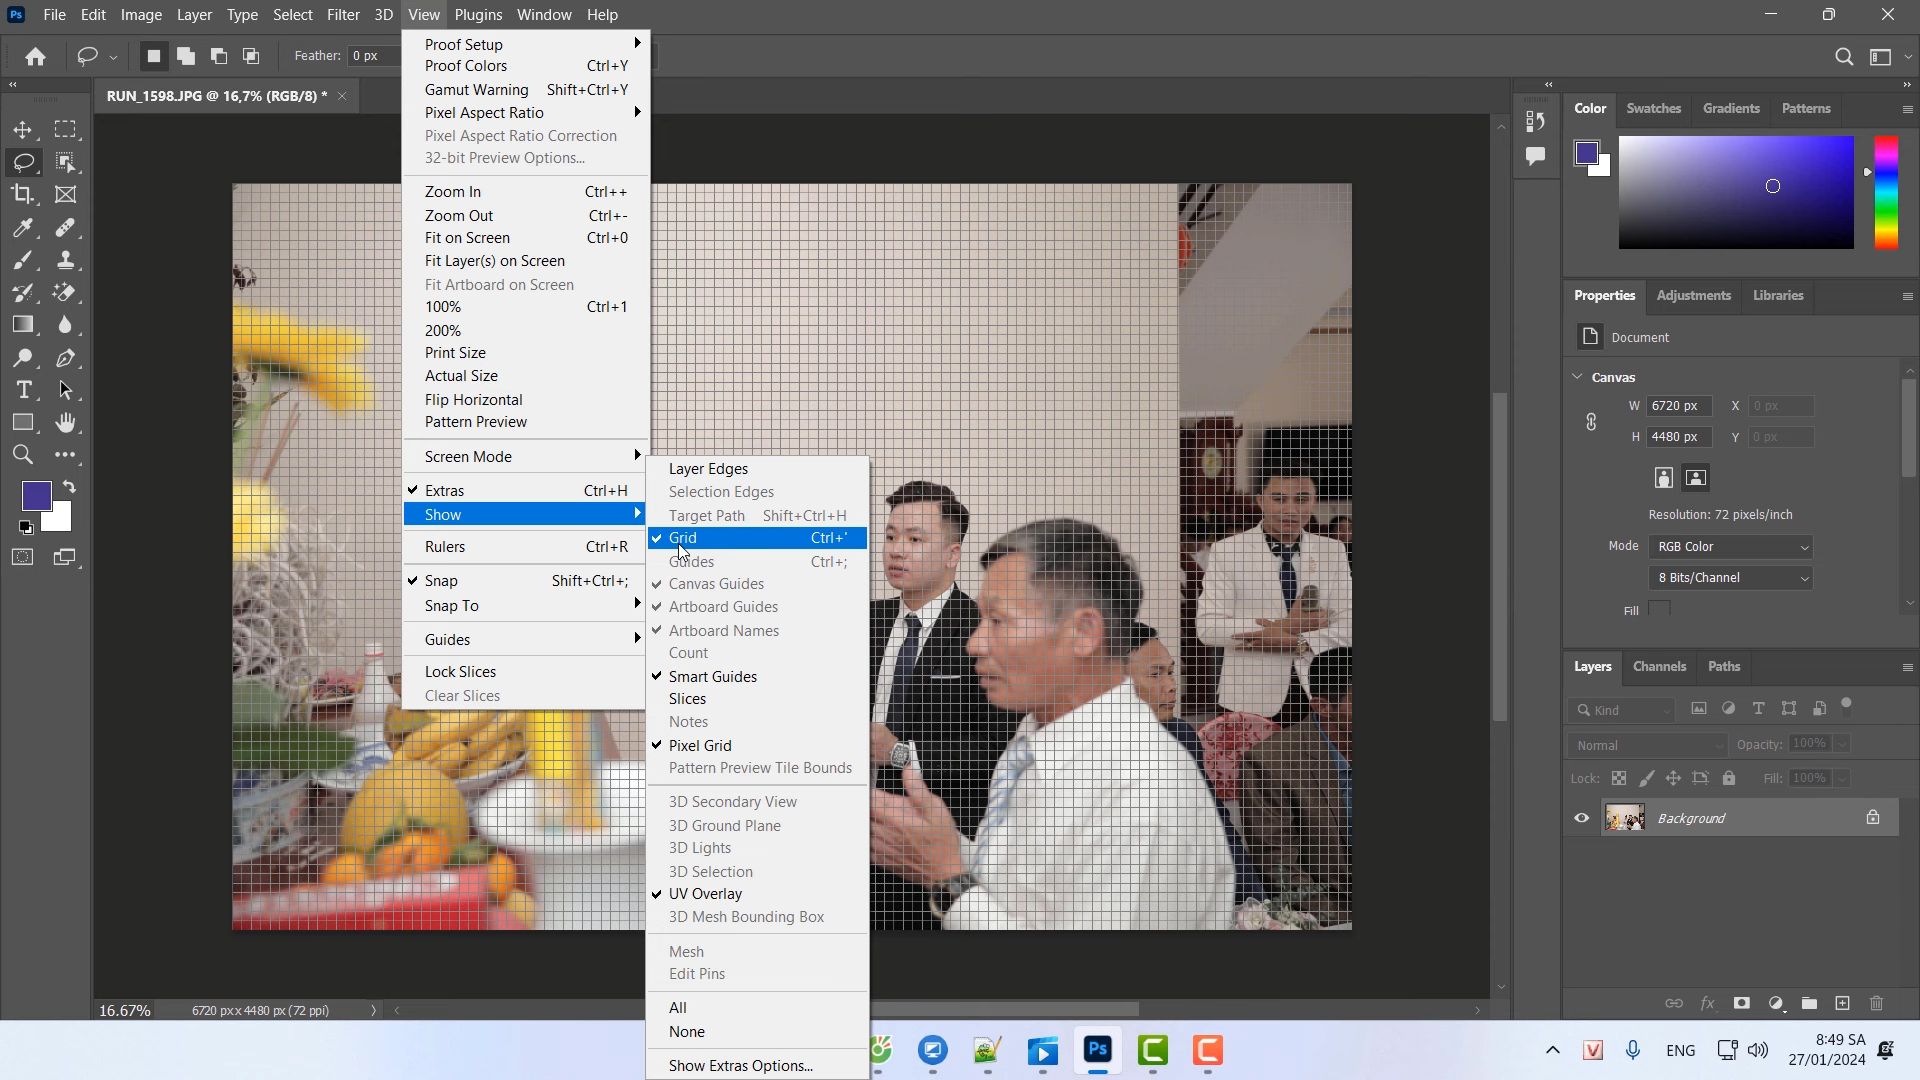 Ps File Edit Image Layer Type Select Filter 3D View Plugins Window Help
Feather: 0 px
RUN_1598.JPG @ 16,7% (RGB/8) *
Proof Setup
Proof Colors Ctrl+Y
Gamut Warning Shift+Ctrl+Y
Pixel Aspect Ratio
Pixel Aspect Ratio Correction
32-bit Preview Options...
Zoom In Ctrl++
Zoom Out Ctrl+-
Fit on Screen Ctrl+0
Fit Layer(s) on Screen
Fit Artboard on Screen
100% Ctrl+1
200%
Print Size
Actual Size
Flip Horizontal
Pattern Preview
Screen Mode
Extras Ctrl+H
Show
Rulers Ctrl+R
Snap Shift+Ctrl+;
Snap To
Guides
Lock Slices
Clear Slices
Layer Edges
Selection Edges
Target Path Shift+Ctrl+H
Grid Ctrl+'
Guides Ctrl+;
Canvas Guides
Artboard Guides
Artboard Names
Count
Smart Guides
Slices
Notes
Pixel Grid
Pattern Preview Tile Bounds
3D Secondary View
3D Ground Plane
3D Lights
3D Selection
UV Overlay
3D Mesh Bounding Box
Mesh
Edit Pins
All
None
Show Extras Options...
Color Swatches Gradients Patterns
Properties Adjustments Libraries
Document
Canvas
W 6720 px X 0 px
H 4480 px Y 0 px
Resolution: 72 pixels/inch
Mode RGB Color
8 Bits/Channel
Fill
Layers Channels Paths
Kind
Normal Opacity: 100%
Lock: Fill: 100%
Background
16.67% 6720 px x 4480 px (72 ppi)
Ps
ENG
8:49 SA
27/01/2024